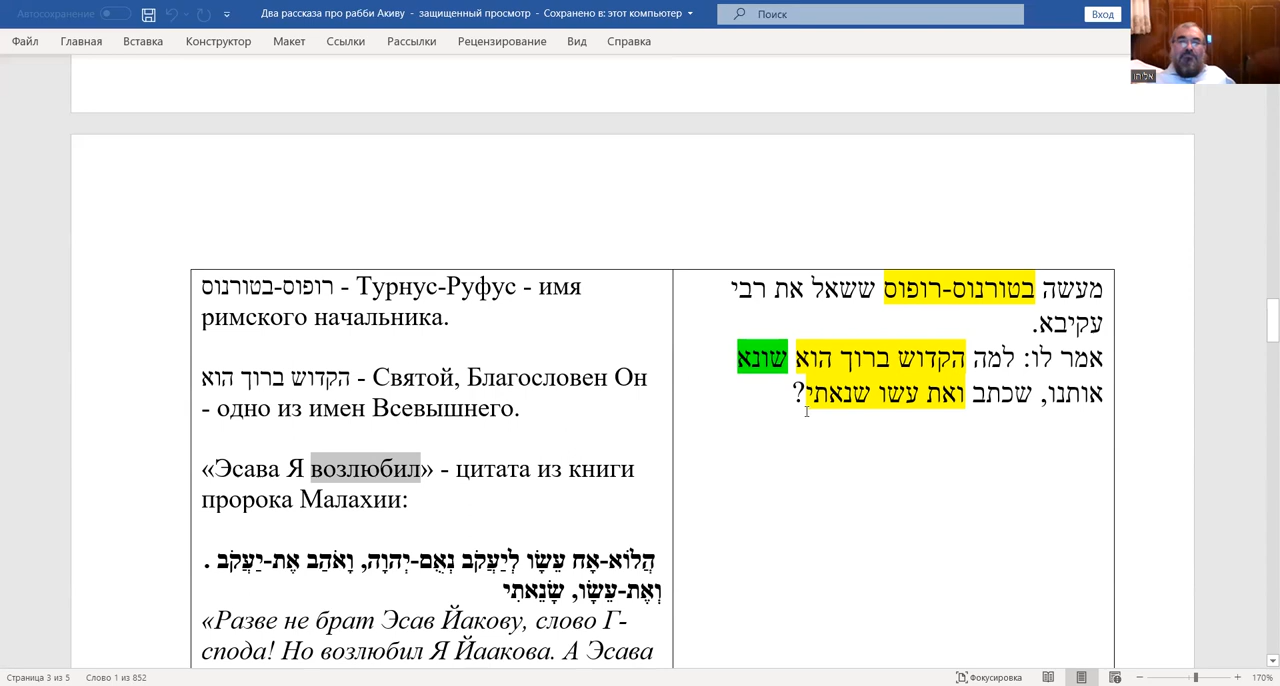 Автосохранение
Два рассказа про рабби Акиву - защищенный просмотр - Сохранено в: этот компьютер
Поиск
Вход
Файл Главная Вставка Конструктор Макет Ссылки Рассылки Рецензирование Вид Справка
אליהו
רופוס-בטורנוס - Турнус-Руфус - имя
римского начальника.
הקדוש ברוך הוא - Святой, Благословен Он
- одно из имен Всевышнего.
«Эсава Я возлюбил» - цитата из книги
пророка Малахии:
הֲלוֹא-אָח עֵשָׂו לְיַעֲקֹב נְאֻם-יְהוָה, וָאֹהַב אֶת-יַעֲקֹב .
וְאֶת-עֵשָׂו, שָׂנֵאתִי
«Разве не брат Эсав Йакову, слово Г-
спода! Но возлюбил Я Йаакова. А Эсава
מעשה בטורנוס-רופוס ששאל את רבי
עקיבא.
אמר לו: למה הקדוש ברוך הוא שונא
אותנו, שכתב ואת עשו שנאתי?
Страница 3 из 5 Слово 1 из 852
Фокусировка
170%